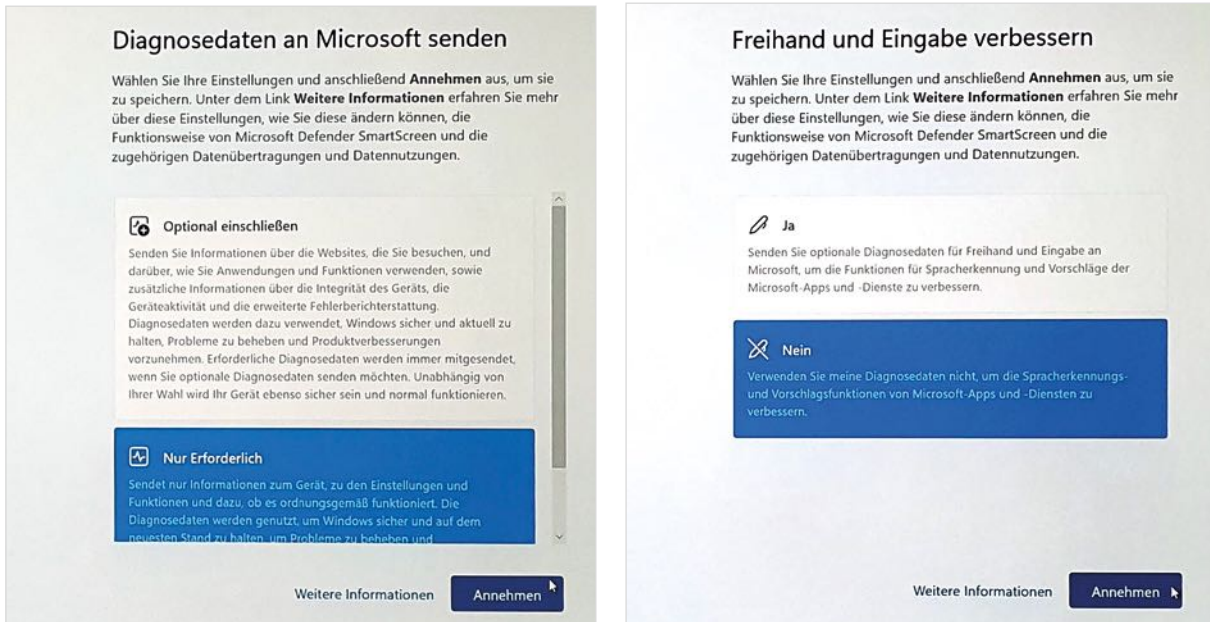 Diagnosedaten an Microsoft senden
Wählen Sie Ihre Einstellungen und anschließend Annehmen aus, um sie
zu speichern. Unter dem Link Weitere Informationen erfahren Sie mehr
über diese Einstellungen, wie Sie diese ändern können, die
Funktionsweise von Microsoft Defender SmartScreen und die
zugehörigen Datenübertragungen und Datennutzungen.
Optional einschließen
Senden Sie Informationen über die Websites, die Sie besuchen, und
darüber, wie Sie Anwendungen und Funktionen verwenden, sowie
zusätzliche Informationen über die Integrität des Geräts, die
Geräteaktivität und die erweiterte Fehlerberichterstattung.
Diagnosedaten werden dazu verwendet, Windows sicher und aktuell zu
halten, Probleme zu beheben und Produktverbesserungen
vorzunehmen. Erforderliche Diagnosedaten werden immer mitgesendet,
wenn Sie optionale Diagnosedaten senden möchten. Unabhängig von
Ihrer Wahl wird Ihr Gerät ebenso sicher sein und normal funktionieren.
Nur Erforderlich
Sendet nur Informationen zum Gerät, zu den Einstellungen und
Funktionen und dazu, ob es ordnungsgemäß funktioniert. Die
Diagnosedaten werden genutzt, um Windows sicher und auf dem
neuesten Stand zu halten, um Probleme zu beheben und
Weitere Informationen
Annehmen
Freihand und Eingabe verbessern
Wählen Sie Ihre Einstellungen und anschließend Annehmen aus, um sie
zu speichern. Unter dem Link Weitere Informationen erfahren Sie mehr
über diese Einstellungen, wie Sie diese ändern können, die
Funktionsweise von Microsoft Defender SmartScreen und die
zugehörigen Datenübertragungen und Datennutzungen.
Ja
Senden Sie optionale Diagnosedaten für Freihand und Eingabe an
Microsoft, um die Funktionen für Spracherkennung und Vorschläge der
Microsoft-Apps und -Dienste zu verbessern.
Nein
Verwenden Sie meine Diagnosedaten nicht, um die Spracherkennungs-
und Vorschlagsfunktionen von Microsoft-Apps und -Diensten zu
verbessern.
Weitere Informationen
Annehmen